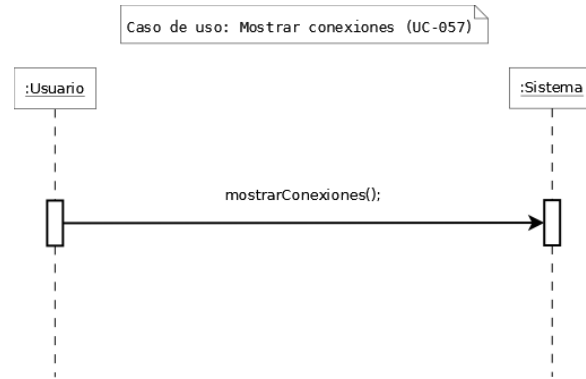 Caso de uso: Mostrar conexiones (UC-057)
:Usuario
:Sistema
mostrarConexiones();